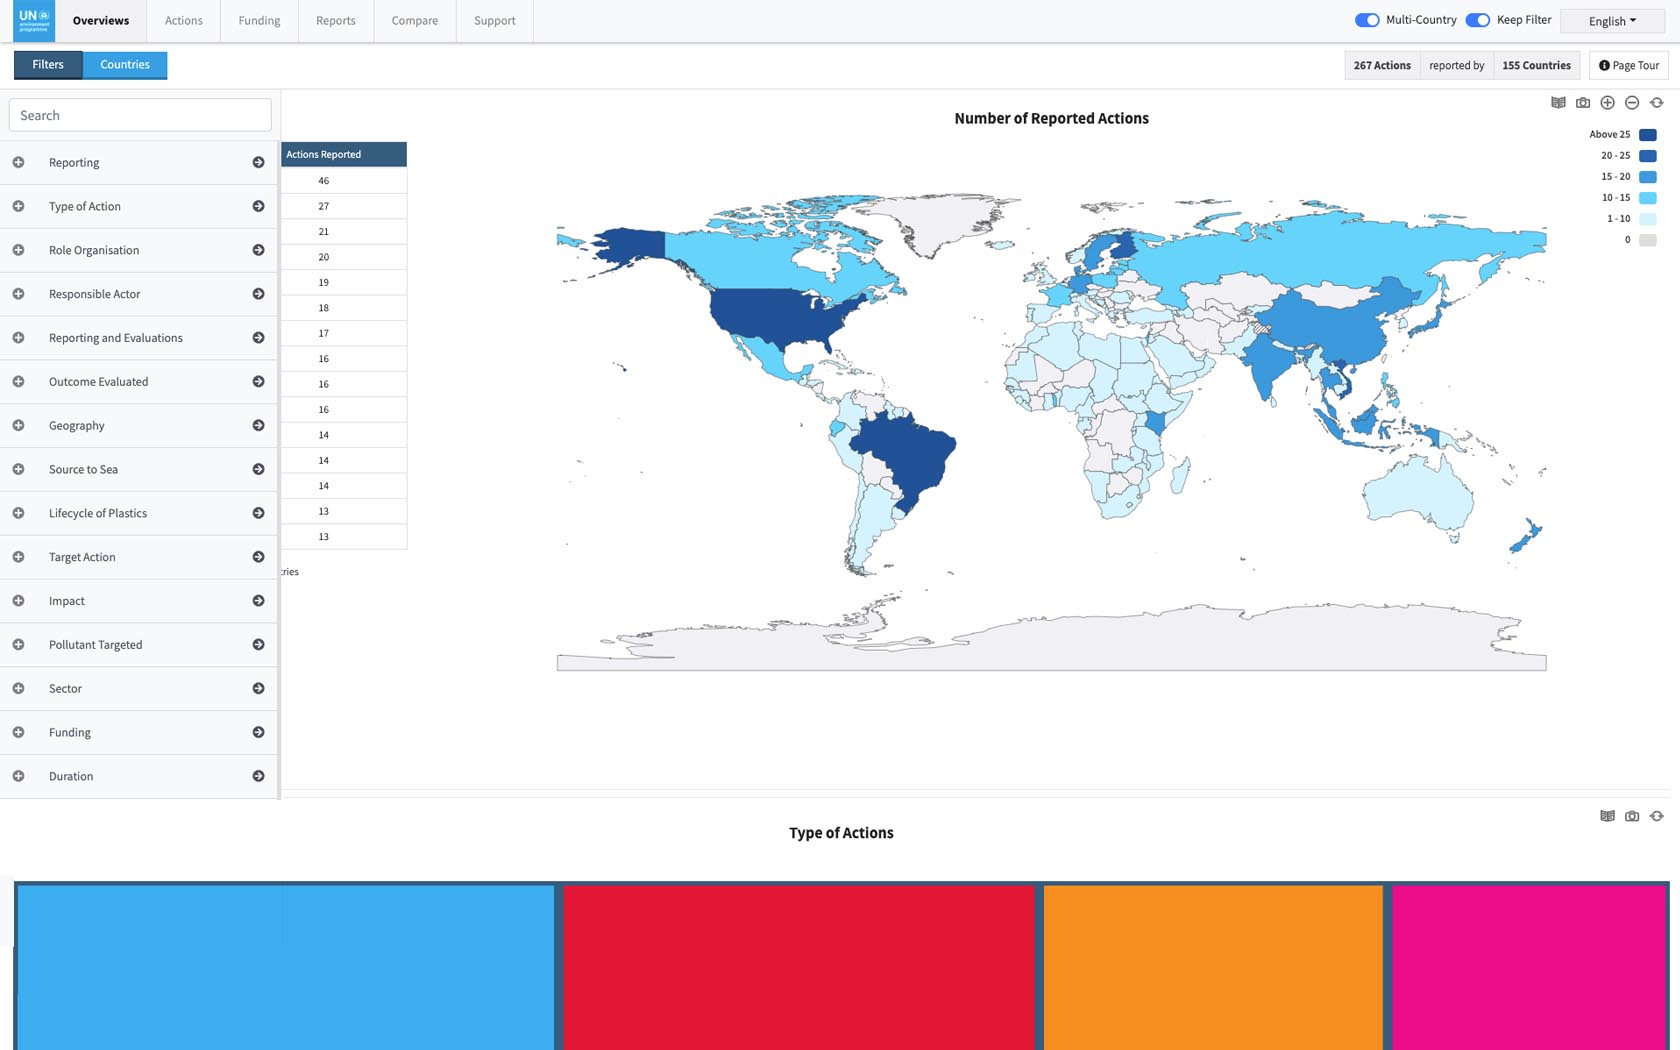 UN
environment
programme
Overviews
Actions
Funding
Reports
Compare
Support
Multi-Country
Keep Filter
English
Filters
Countries
267 Actions
reported by
155 Countries
Page Tour
Search
Reporting
Type of Action
Role Organisation
Responsible Actor
Reporting and Evaluations
Outcome Evaluated
Geography
Source to Sea
Lifecycle of Plastics
Target Action
Impact
Pollutant Targeted
Sector
Funding
Duration
Actions Reported
46
27
21
20
19
18
17
16
16
16
14
14
14
13
13
ries
Number of Reported Actions
Above 25
20 - 25
15 - 20
10 - 15
1 - 10
0
Type of Actions